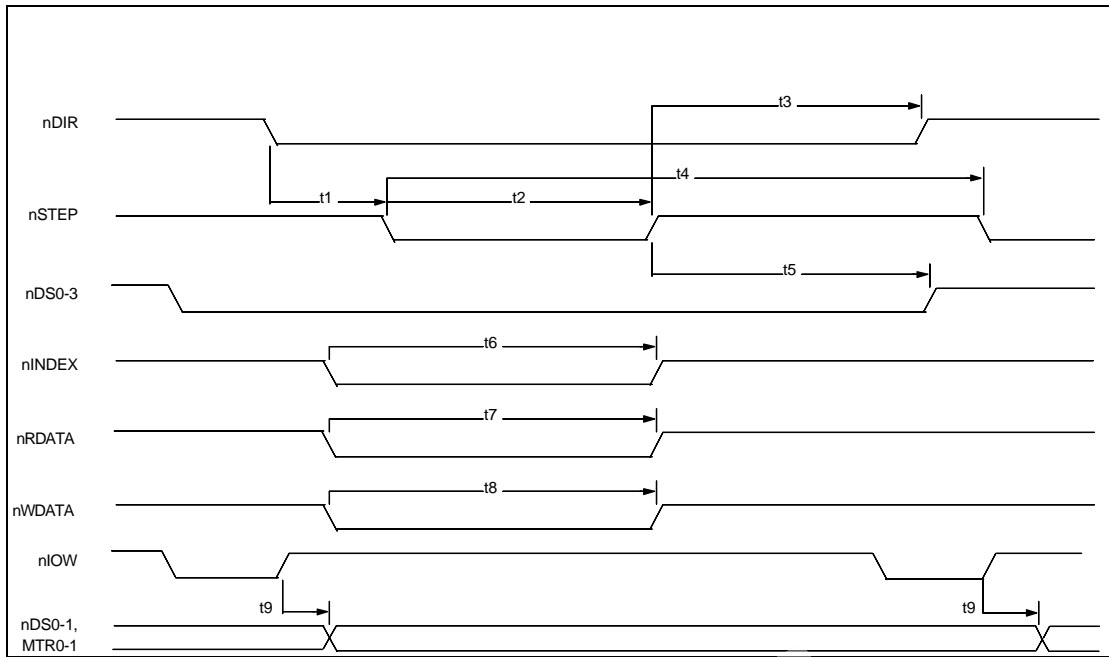 t3
nDIR
t4
t1
t2
nSTEP
t5
nDS0-3
t6
nINDEX
t7
nRDATA
t8
nWDATA
nIOW
t9
t9
nDS0-1,
MTR0-1